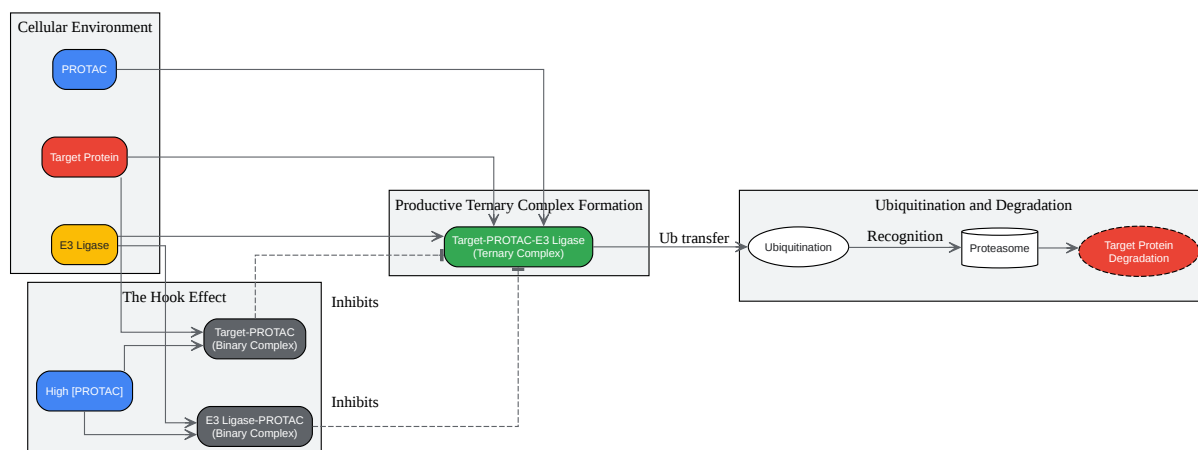 Cellular Environment
PROTAC
Target Protein
E3 Ligase
The Hook Effect
High [PROTAC]
Target-PROTAC
(Binary Complex)
E3 Ligase-PROTAC
(Binary Complex)
Inhibits
Inhibits
Productive Ternary Complex Formation
Target-PROTAC-E3 Ligase
(Ternary Complex)
Ub transfer
Ubiquitination and Degradation
Ubiquitination
Recognition
Proteasome
Target Protein
Degradation